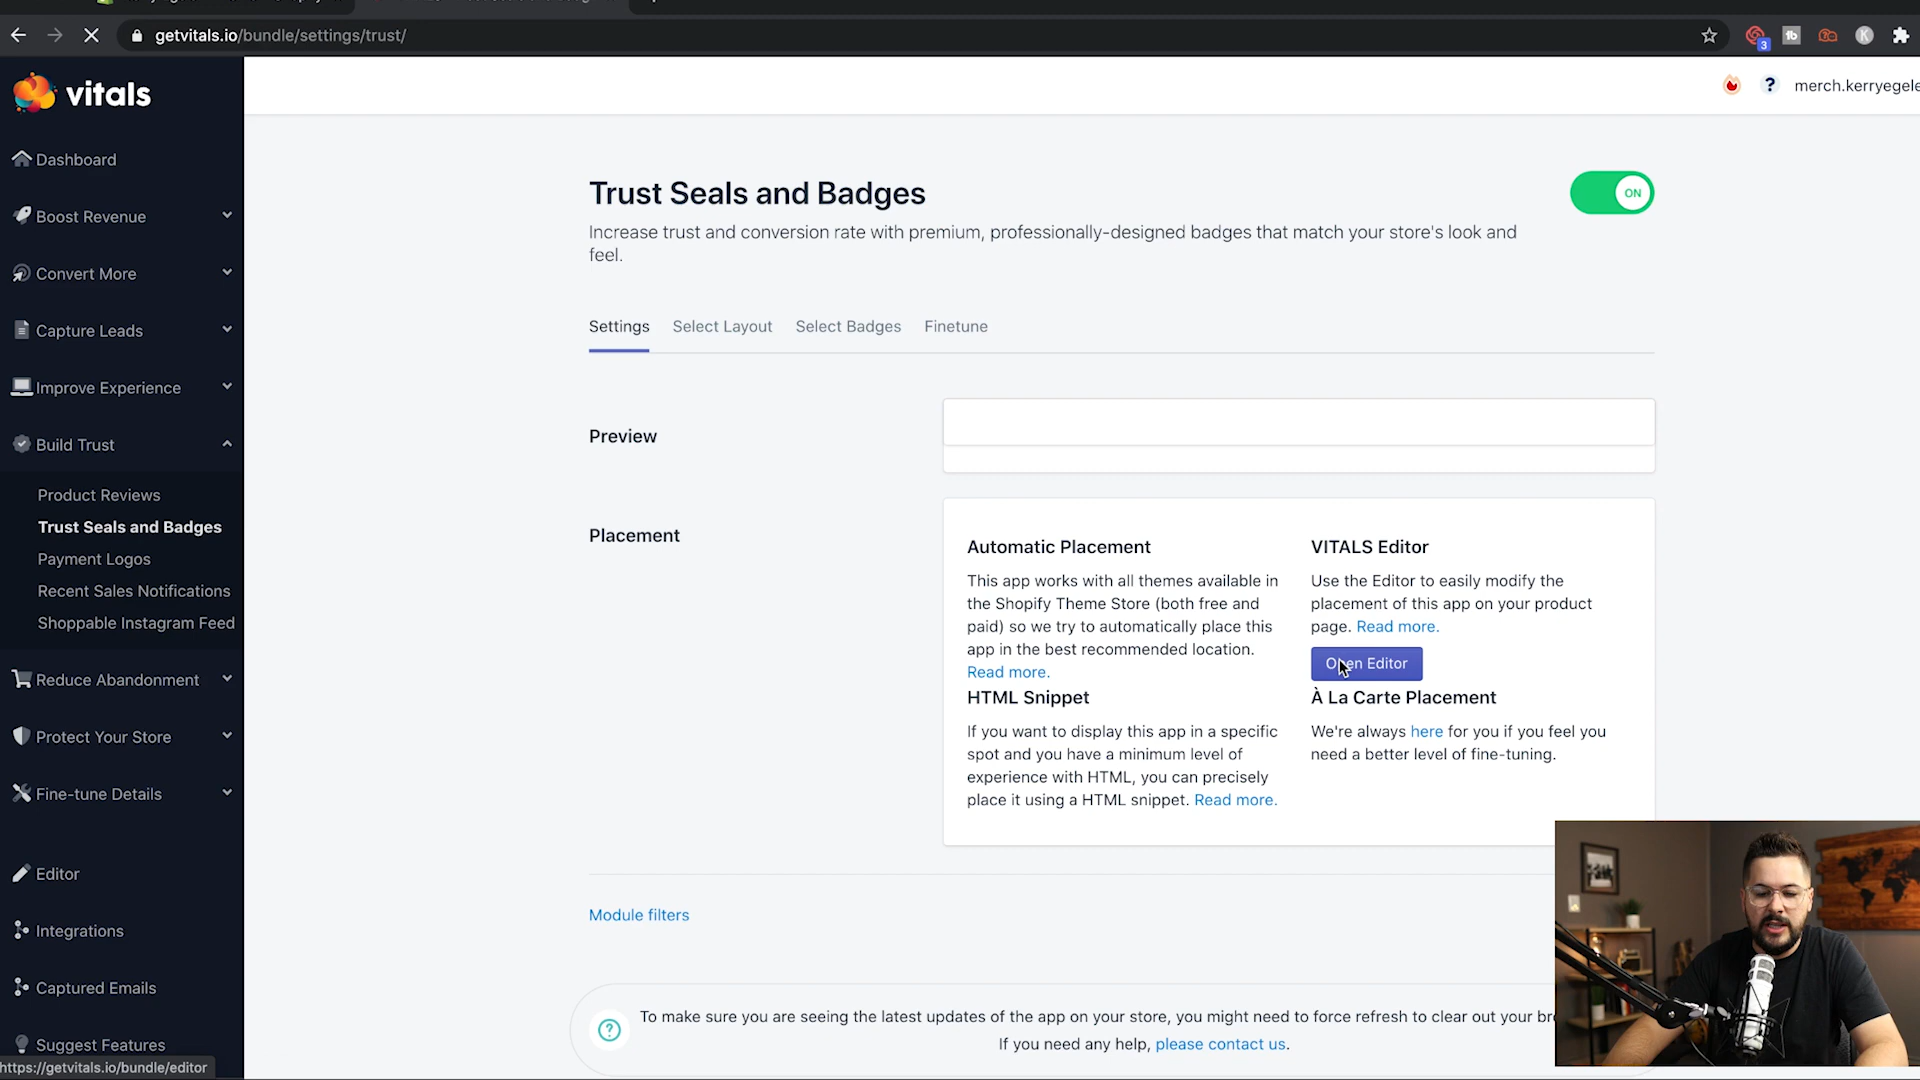 getvitals.io/bundle/settings/trust/
3
tb
K
vitals
?
merch.kerryegele
Dashboard
Boost Revenue
Convert More
Capture Leads
Improve Experience
Build Trust
Product Reviews
Trust Seals and Badges
Payment Logos
Recent Sales Notifications
Shoppable Instagram Feed
Reduce Abandonment
Protect Your Store
Fine-tune Details
Editor
Integrations
Captured Emails
Suggest Features
https://getvitals.io/bundle/editor
Trust Seals and Badges
ON
Increase trust and conversion rate with premium, professionally-designed badges that match your store's look and
feel.
Settings Select Layout Select Badges Finetune
Preview
Placement
Automatic Placement
This app works with all themes available in
the Shopify Theme Store (both free and
paid) so we try to automatically place this
app in the best recommended location.
Read more.
VITALS Editor
Use the Editor to easily modify the
placement of this app on your product
page. Read more.
Open Editor
HTML Snippet
If you want to display this app in a specific
spot and you have a minimum level of
experience with HTML, you can precisely
place it using a HTML snippet. Read more.
À La Carte Placement
We're always here for you if you feel you
need a better level of fine-tuning.
Module filters
?
To make sure you are seeing the latest updates of the app on your store, you might need to force refresh to clear out your br
If you need any help, please contact us.